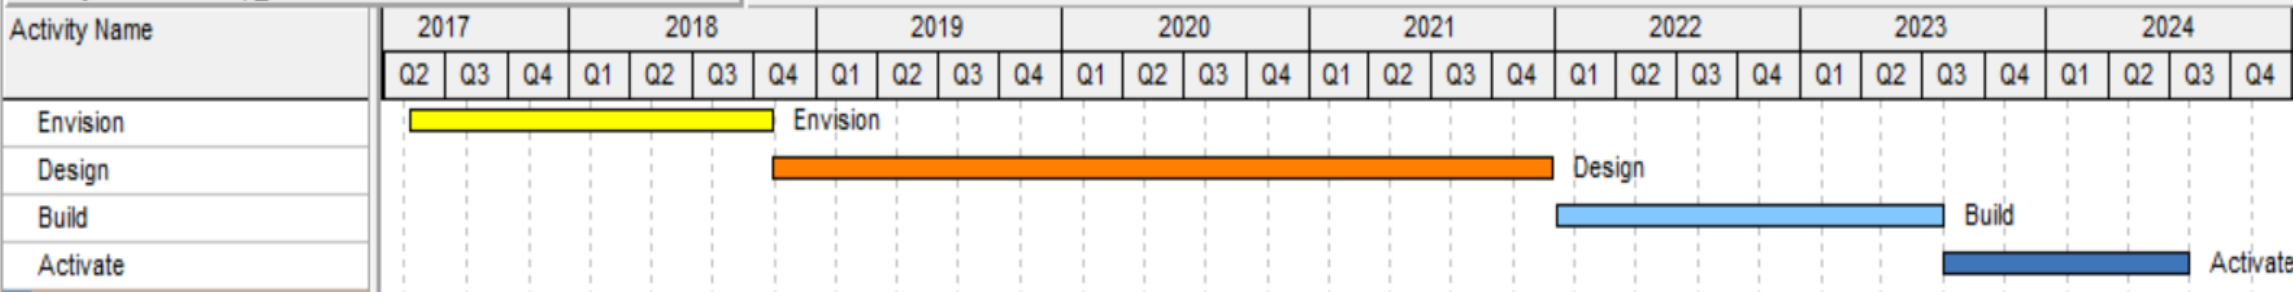 Activity Name
2017 2018 2019 2020 2021 2022 2023 2024
Q2 Q3 Q4 Q1 Q2 Q3 Q4 Q1 Q2 Q3 Q4 Q1 Q2 Q3 Q4 Q1 Q2 Q3 Q4 Q1 Q2 Q3 Q4 Q1 Q2 Q3 Q4 Q1 Q2 Q3 Q4
Envision Envision
Design Design
Build Build
Activate Activate